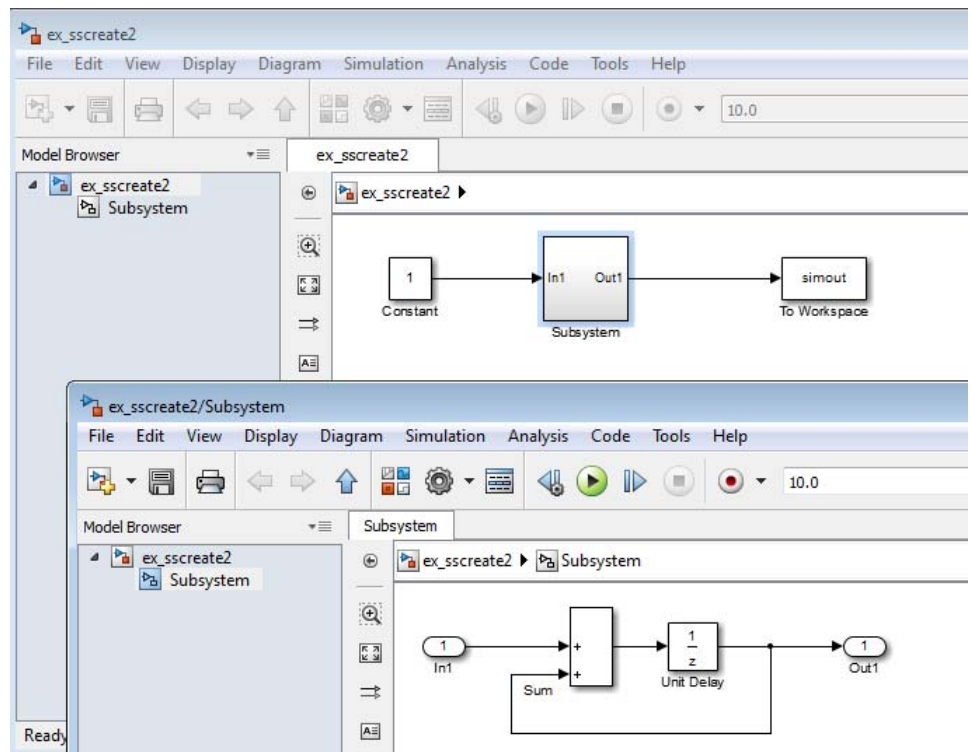 ex_sscreate2
File Edit View Display Diagram Simulation Analysis Code Tools Help
10.0
Model Browser
ex_sscreate2
ex_sscreate2
Subsystem
ex_sscreate2
1
Constant
In1 Out1
Subsystem
simout
To Workspace
Ready
ex_sscreate2/Subsystem
File Edit View Display Diagram Simulation Analysis Code Tools Help
10.0
Model Browser
Subsystem
ex_sscreate2
Subsystem
ex_sscreate2 Subsystem
1
In1
+
+
Sum
1
z
Unit Delay
1
Out1